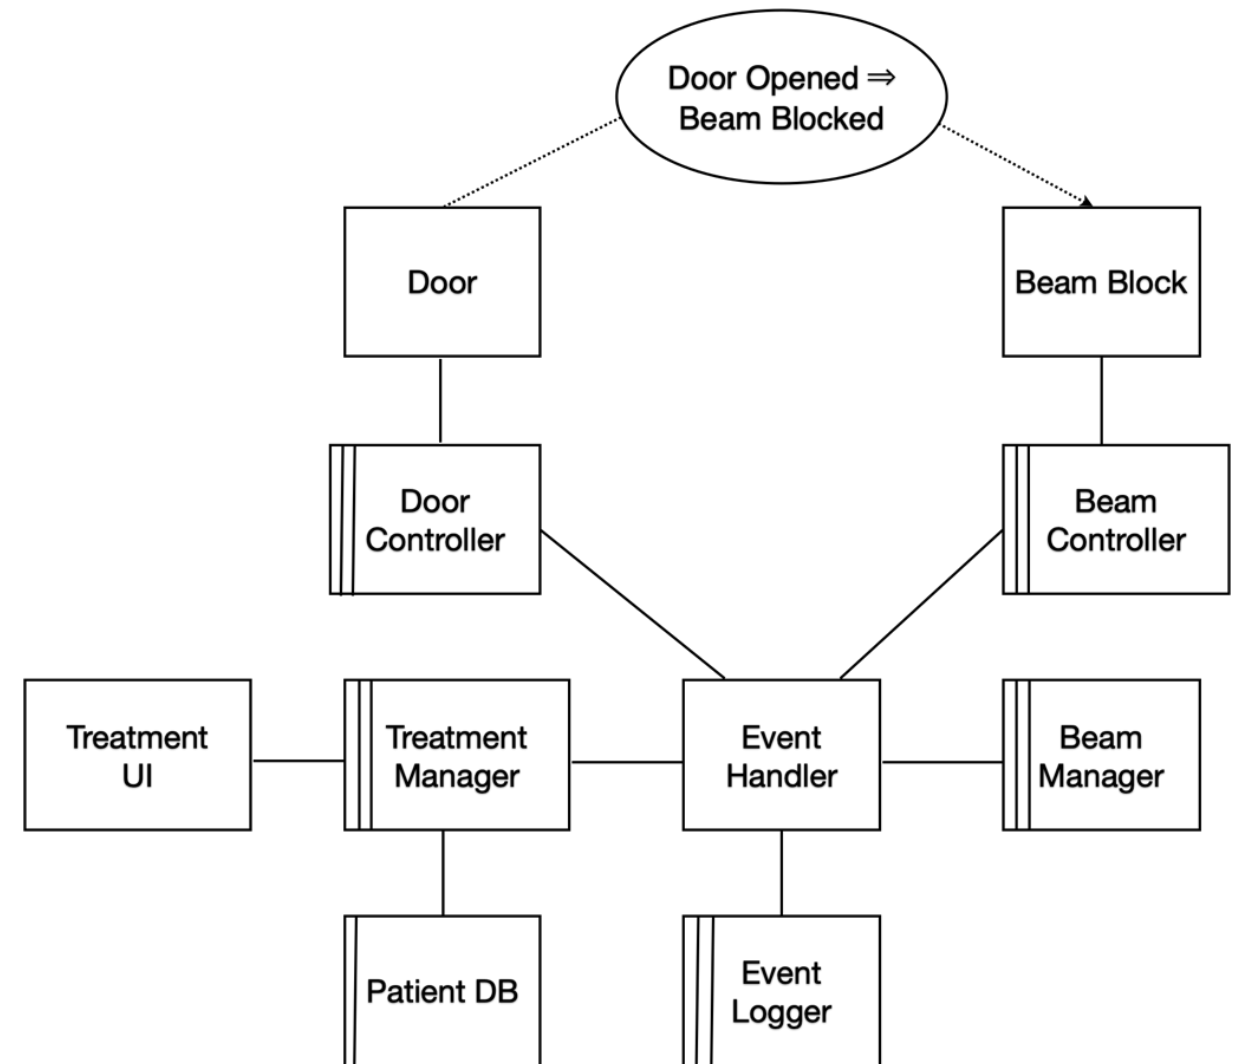 Door Opened ⇒
Beam Blocked
Door
Beam Block
Door
Controller
Beam
Controller
Treatment
UI
Treatment
Manager
Event
Handler
Beam
Manager
Patient DB
Event
Logger